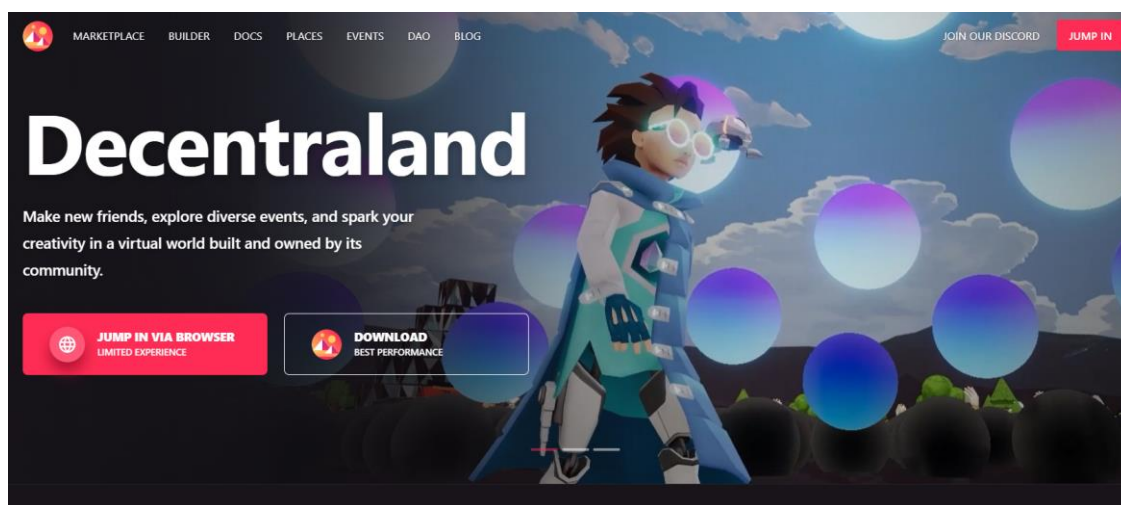 MARKETPLACE BUILDER DOCS PLACES EVENTS DAO BLOG JOIN OUR DISCORD JUMP IN
Decentraland
Make new friends, explore diverse events, and spark your
creativity in a virtual world built and owned by its
community.
JUMP IN VIA BROWSER
LIMITED EXPERIENCE
DOWNLOAD
BEST PERFORMANCE